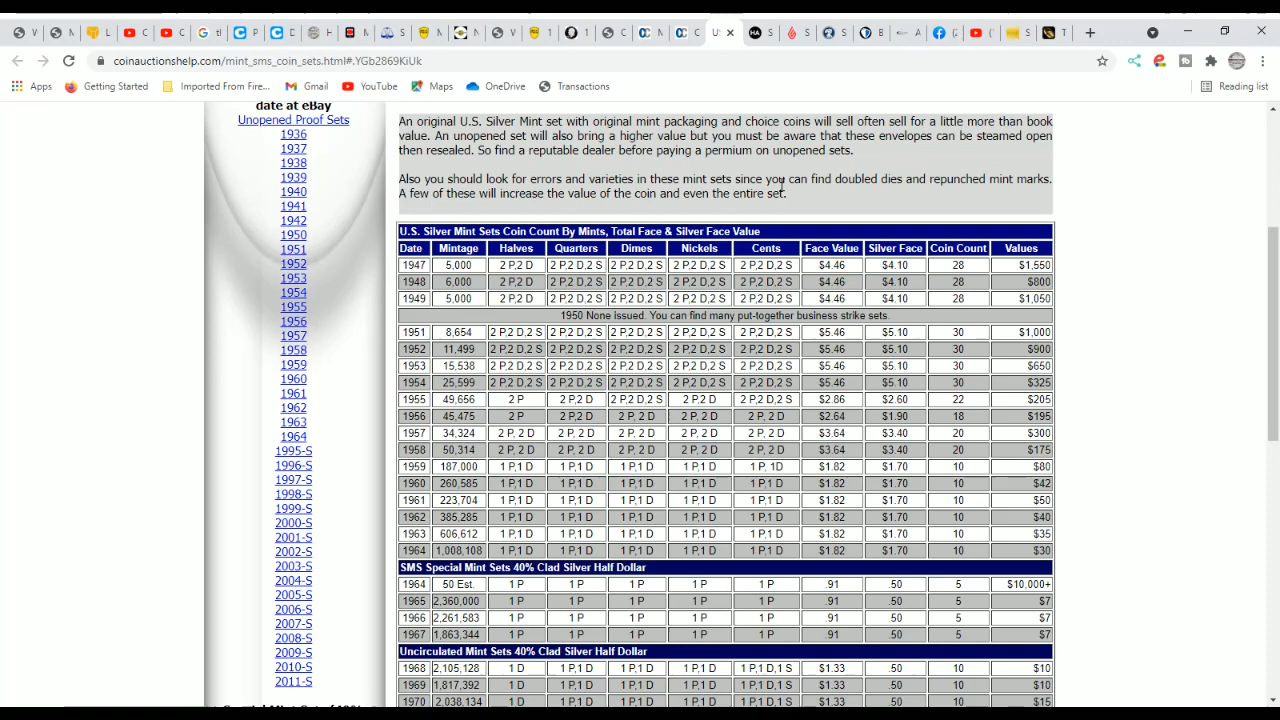 coinauctionshelp.com/mint_sms_coin_sets.html#.YGb2869KiUk
Apps Getting Started Imported From Fire... Gmail YouTube Maps OneDrive Transactions Reading list
date at eBay
Unopened Proof Sets
1936
1937
1938
1939
1940
1941
1942
1950
1951
1952
1953
1954
1955
1956
1957
1958
1959
1960
1961
1962
1963
1964
1995-S
1996-S
1997-S
1998-S
1999-S
2000-S
2001-S
2002-S
2003-S
2004-S
2005-S
2006-S
2007-S
2008-S
2009-S
2010-S
2011-S
An original U.S. Silver Mint set with original mint packaging and choice coins will sell often sell for a little more than book
value. An unopened set will also bring a higher value but you must be aware that these envelopes can be steamed open
then resealed. So find a reputable dealer before paying a permium on unopened sets.
Also you should look for errors and varieties in these mint sets since you can find doubled dies and repunched mint marks.
A few of these will increase the value of the coin and even the entire set.
U.S. Silver Mint Sets Coin Count By Mints, Total Face & Silver Face Value
Date Mintage Halves Quarters Dimes Nickels Cents Face Value Silver Face Coin Count Values
1947 5,000 2 P,2 D 2 P,2 D,2 S 2 P,2 D,2 S 2 P,2 D,2 S 2 P,2 D,2 S $4.46 $4.10 28 $1,550
1948 6,000 2 P,2 D 2 P,2 D,2 S 2 P,2 D,2 S 2 P,2 D,2 S 2 P,2 D,2 S $4.46 $4.10 28 $800
1949 5,000 2 P,2 D 2 P,2 D,2 S 2 P,2 D,2 S 2 P,2 D,2 S 2 P,2 D,2 S $4.46 $4.10 28 $1,050
1950 None issued. You can find many put-together business strike sets.
1951 8,654 2 P,2 D,2 S 2 P,2 D,2 S 2 P,2 D,2 S 2 P,2 D,2 S 2 P,2 D,2 S $5.46 $5.10 30 $1,000
1952 11,499 2 P,2 D,2 S 2 P,2 D,2 S 2 P,2 D,2 S 2 P,2 D,2 S 2 P,2 D,2 S $5.46 $5.10 30 $900
1953 15,538 2 P,2 D,2 S 2 P,2 D,2 S 2 P,2 D,2 S 2 P,2 D,2 S 2 P,2 D,2 S $5.46 $5.10 30 $650
1954 25,599 2 P,2 D,2 S 2 P,2 D,2 S 2 P,2 D,2 S 2 P,2 D,2 S 2 P,2 D,2 S $5.46 $5.10 30 $325
1955 49,656 2 P 2 P,2 D 2 P,2 D,2 S 2 P,2 D 2 P,2 D,2 S $2.86 $2.60 22 $205
1956 45,475 2 P 2 P,2 D 2 P, 2 D 2 P, 2 D 2 P, 2 D $2.64 $1.90 18 $195
1957 34,324 2 P, 2 D 2 P, 2 D 2 P, 2 D 2 P, 2 D 2 P, 2 D $3.64 $3.40 20 $300
1958 50,314 2 P, 2 D 2 P, 2 D 2 P, 2 D 2 P, 2 D 2 P, 2 D $3.64 $3.40 20 $175
1959 187,000 1 P,1 D 1 P,1 D 1 P,1 D 1 P,1 D 1 P, 1D $1.82 $1.70 10 $80
1960 260,585 1 P,1 D 1 P,1 D 1 P,1 D 1 P,1 D 1 P,1 D $1.82 $1.70 10 $42
1961 223,704 1 P,1 D 1 P,1 D 1 P,1 D 1 P,1 D 1 P,1 D $1.82 $1.70 10 $50
1962 385,285 1 P,1 D 1 P,1 D 1 P,1 D 1 P,1 D 1 P,1 D $1.82 $1.70 10 $40
1963 606,612 1 P,1 D 1 P,1 D 1 P,1 D 1 P,1 D 1 P,1 D $1.82 $1.70 10 $35
1964 1,008,108 1 P,1 D 1 P,1 D 1 P,1 D 1 P,1 D 1 P,1 D $1.82 $1.70 10 $30
SMS Special Mint Sets 40% Clad Silver Half Dollar
1964 50 Est. 1 P 1 P 1 P 1 P 1 P .91 .50 5 $10,000+
1965 2,360,000 1 P 1 P 1 P 1 P 1 P .91 .50 5 $7
1966 2,261,583 1 P 1 P 1 P 1 P 1 P .91 .50 5 $7
1967 1,863,344 1 P 1 P 1 P 1 P 1 P .91 .50 5 $7
Uncirculated Mint Sets 40% Clad Silver Half Dollar
1968 2,105,128 1 D 1 P,1 D 1 P,1 D 1 P,1 D 1 P,1 D,1 S $1.33 .50 10 $10
1969 1,817,392 1 D 1 P,1 D 1 P,1 D 1 P,1 D 1 P,1 D,1 S $1.33 .50 10 $10
1970 2,038,134 1 D 1 P,1 D 1 P,1 D 1 P,1 D 1 P,1 D,1 S $1.33 .50 10 $15